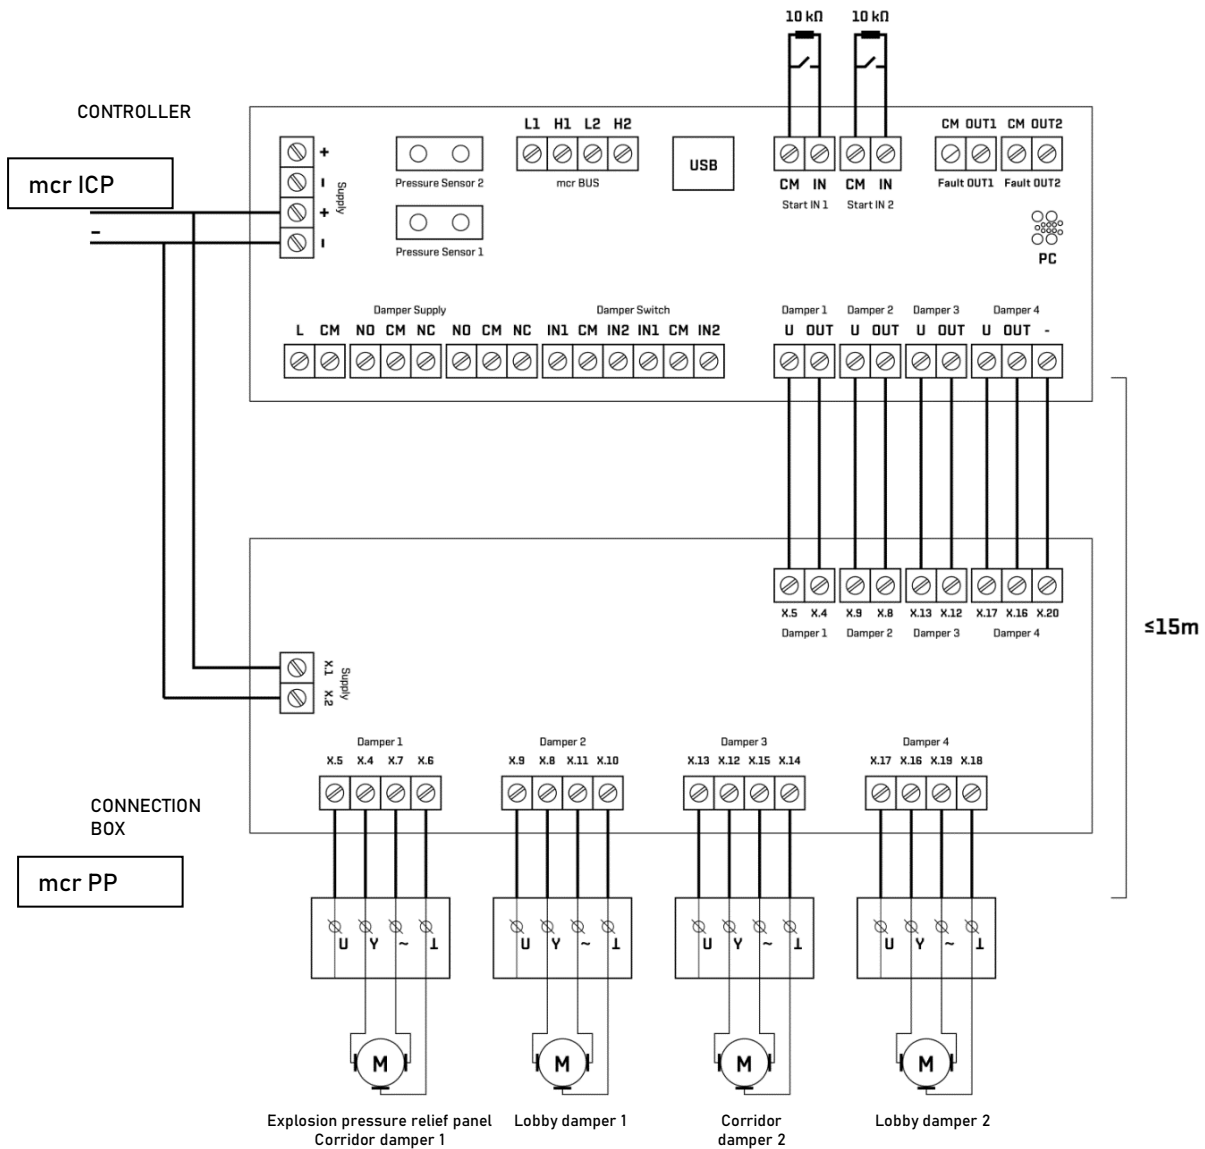 10 kΩ 10 kΩ
CONTROLLER
mcr ICP
+
-
+
-
Supply
–
Pressure Sensor 2
Pressure Sensor 1
L1 H1 L2 H2
mcr BUS
USB
CM IN CM IN
Start IN 1 Start IN 2
CM OUT1 CM OUT2
Fault OUT1 Fault OUT2
PC
Damper Supply Damper Switch Damper 1 Damper 2 Damper 3 Damper 4
L CM NO CM NC NO CM NC IN1 CM IN2 IN1 CM IN2 U OUT U OUT U OUT U OUT -
≤15m
X.5 X.4 X.9 X.8 X.13 X.12 X.17 X.16 X.20
Damper 1 Damper 2 Damper 3 Damper 4
X.1
X.2
Supply
Damper 1 Damper 2 Damper 3 Damper 4
X.5 X.4 X.7 X.6 X.9 X.8 X.11 X.10 X.13 X.12 X.15 X.14 X.17 X.16 X.19 X.18
CONNECTION
BOX
mcr PP
U Y ~ ⊥ U Y ~ ⊥ U Y ~ ⊥ U Y ~ ⊥
M M M M
Explosion pressure relief panel
Corridor damper 1
Lobby damper 1
Corridor
damper 2
Lobby damper 2